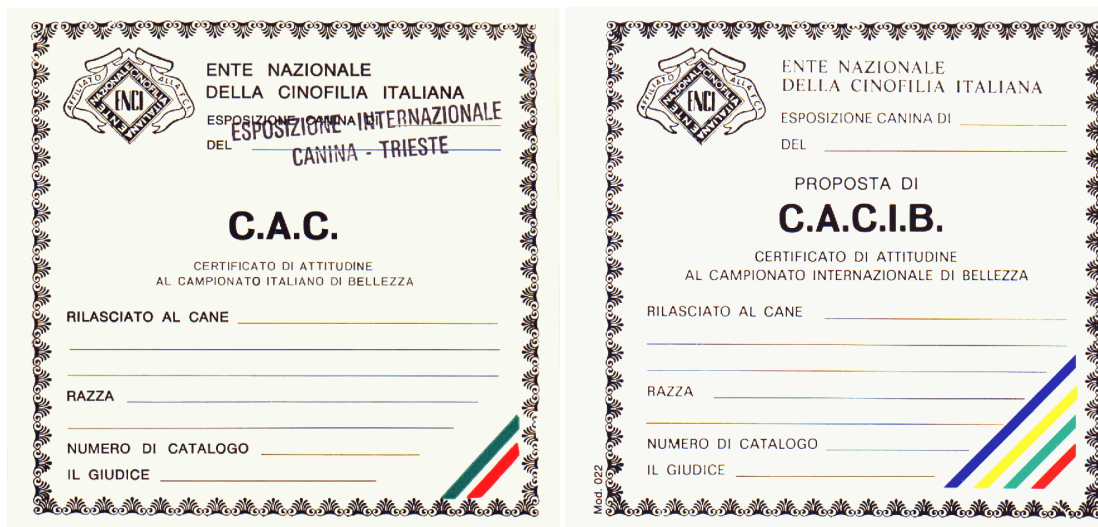 AFFILIATO ALLA FCI
ENTE NAZIONALE CINOFILIA ITALIANA
ENCI
ENTE NAZIONALE
DELLA CINOFILIA ITALIANA
ESPOSIZIONE CANINA DI
ESPOSIZIONE INTERNAZIONALE
DEL
CANINA - TRIESTE
C.A.C.
CERTIFICATO DI ATTITUDINE
AL CAMPIONATO ITALIANO DI BELLEZZA
RILASCIATO AL CANE
RAZZA
NUMERO DI CATALOGO
IL GIUDICE
AFFILIATO ALLA FCI
ENTE NAZIONALE CINOFILIA ITALIANA
ENCI
ENTE NAZIONALE
DELLA CINOFILIA ITALIANA
ESPOSIZIONE CANINA DI
DEL
PROPOSTA DI
C.A.C.I.B.
CERTIFICATO DI ATTITUDINE
AL CAMPIONATO INTERNAZIONALE DI BELLEZZA
RILASCIATO AL CANE
RAZZA
NUMERO DI CATALOGO
IL GIUDICE
Mod. 022